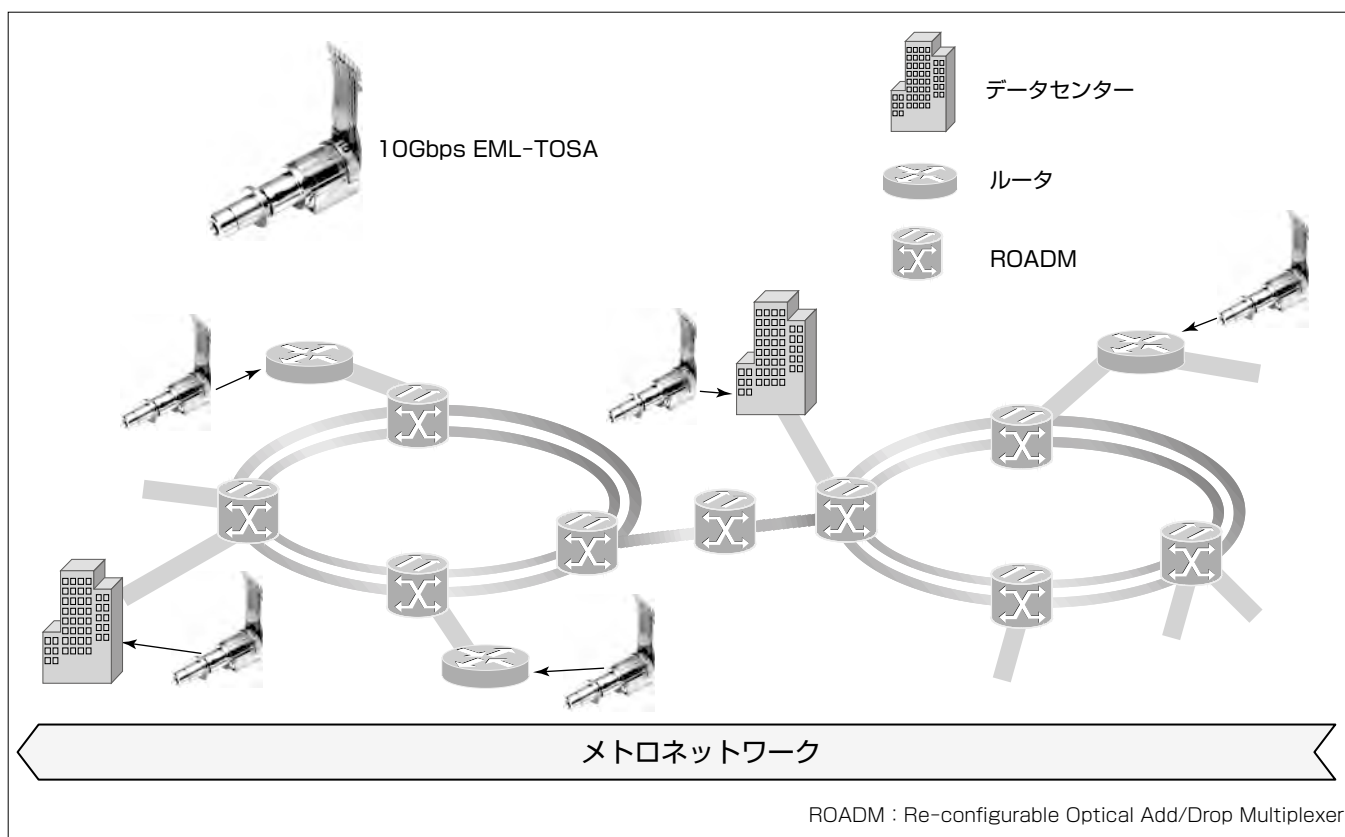 データセンター
10Gbps EML-TOSA
ルータ
ROADM
メトロネットワーク
ROADM：Re-configurable Optical Add/Drop Multiplexer